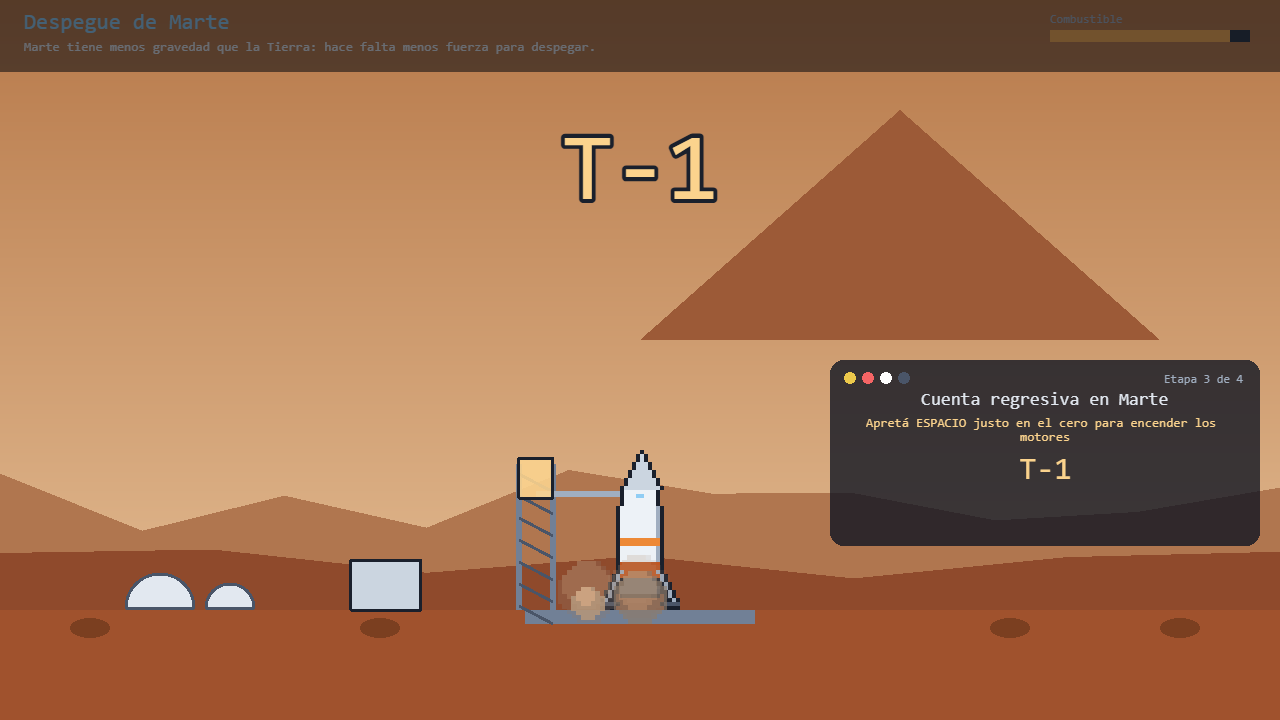 Despegue de Marte
Combustible
Marte tiene menos gravedad que la Tierra: hace falta menos fuerza para despegar.
T-1
Etapa 3 de 4
Cuenta regresiva en Marte
Apretá ESPACIO justo en el cero para encender los
motores
T-1